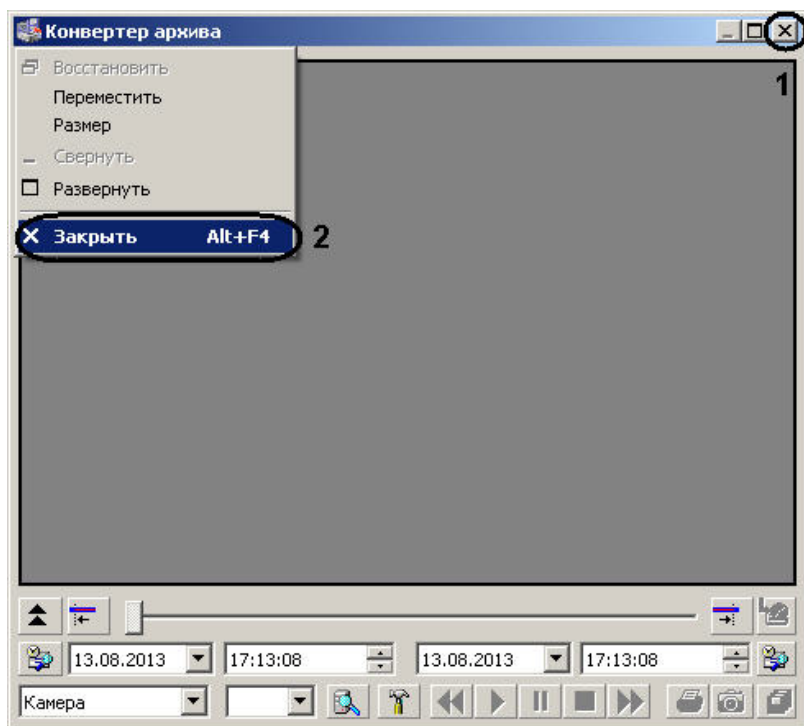 Конвертер архива
1
Восстановить
Переместить
Размер
Свернуть
Развернуть
Закрыть Alt+F4
2
13.08.2013 17:13:08 13.08.2013 17:13:08
Камера